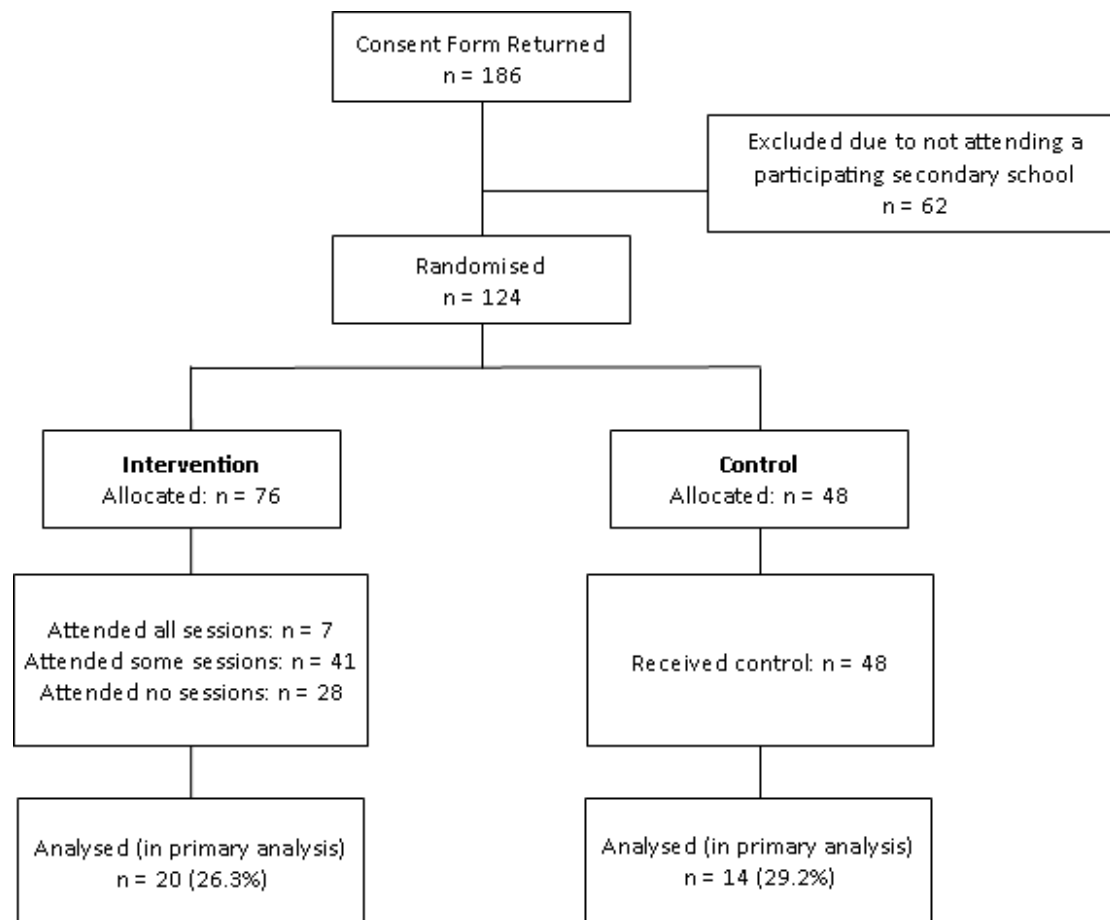 Consent Form Returned
n = 186
Excluded due to not attending a
participating secondary school
n = 62
Randomised
n = 124
Intervention
Allocated: n = 76
Control
Allocated: n = 48
Attended all sessions: n = 7
Attended some sessions: n = 41
Attended no sessions: n = 28
Received control: n = 48
Analysed (in primary analysis)
n = 20 (26.3%)
Analysed (in primary analysis)
n = 14 (29.2%)